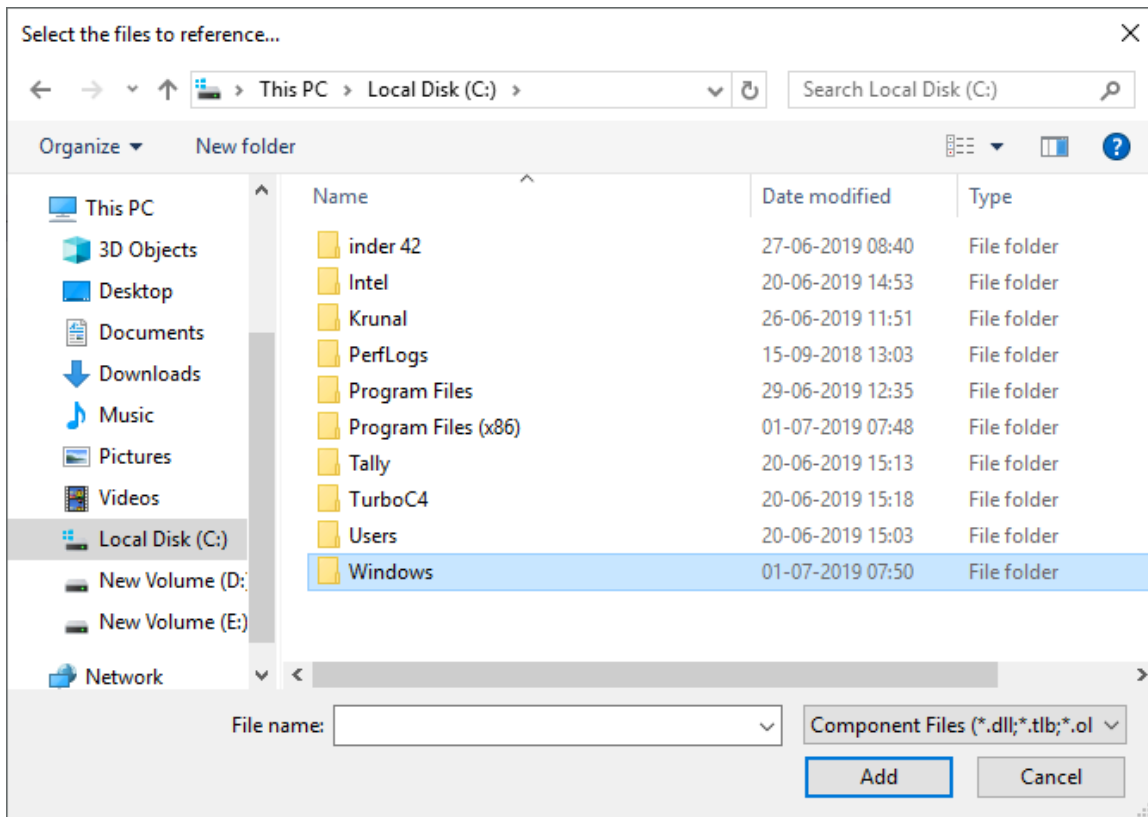 Select the files to reference...
This PC > Local Disk (C:) >
Search Local Disk (C:)
Organize
New folder
This PC
3D Objects
Desktop
Documents
Downloads
Music
Pictures
Videos
Local Disk (C:)
New Volume (D:
New Volume (E:)
Network
Name Date modified Type
inder 42 27-06-2019 08:40 File folder
Intel 20-06-2019 14:53 File folder
Krunal 26-06-2019 11:51 File folder
PerfLogs 15-09-2018 13:03 File folder
Program Files 29-06-2019 12:35 File folder
Program Files (x86) 01-07-2019 07:48 File folder
Tally 20-06-2019 15:13 File folder
TurboC4 20-06-2019 15:18 File folder
Users 20-06-2019 15:03 File folder
Windows 01-07-2019 07:50 File folder
File name:
Component Files (*.dll;*.tlb;*.ol
Add
Cancel